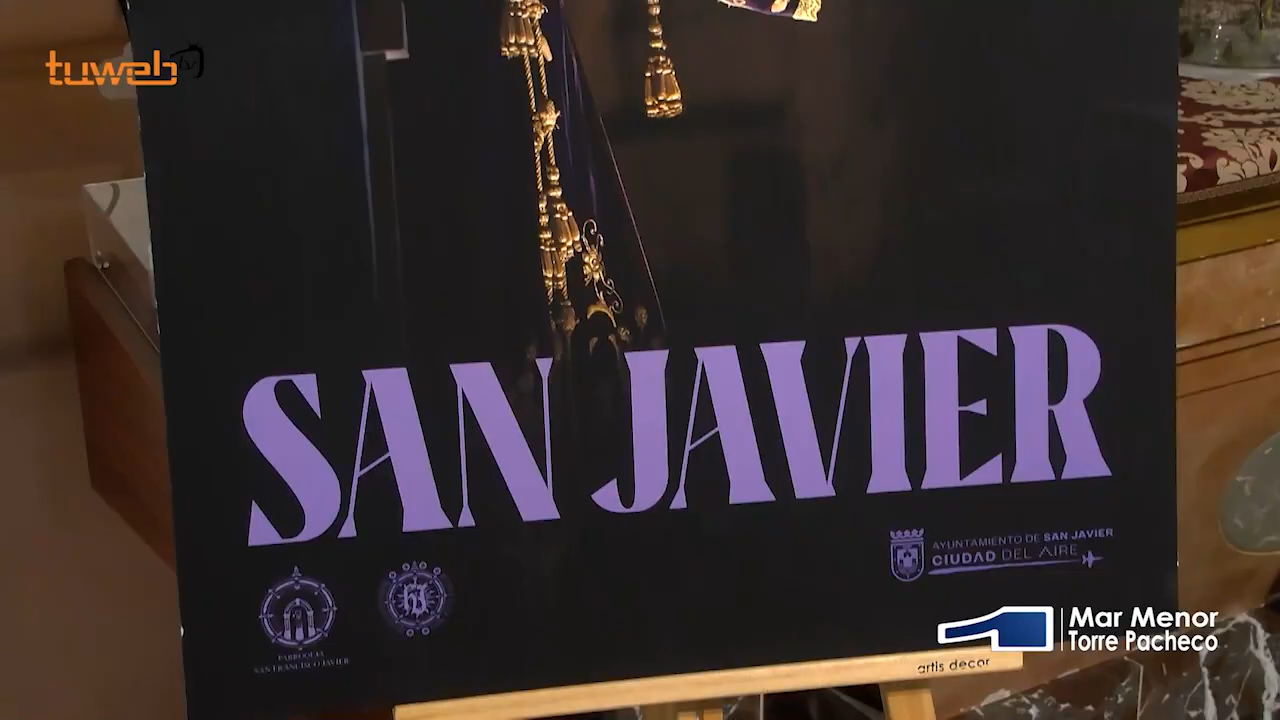 tuweb
SAN JAVIER
AYUNTAMIENTO DE SAN JAVIER
CIUDAD DEL AIRE
PARROQUIA
SAN FRANCISCO JAVIER
Mar Menor
Torre Pacheco
artis decor